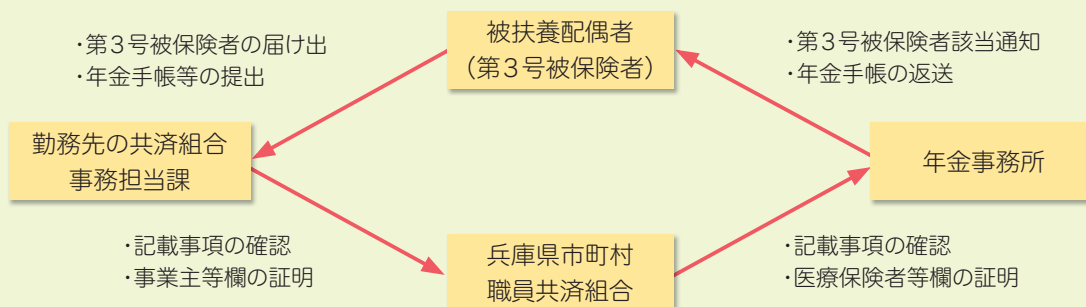 被扶養配偶者
（第３号被保険者）
・第３号被保険者の届け出
・年金手帳等の提出
・第３号被保険者該当通知
・年金手帳の返送
勤務先の共済組合
事務担当課
年金事務所
・記載事項の確認
・事業主等欄の証明
兵庫県市町村
職員共済組合
・記載事項の確認
・医療保険者等欄の証明